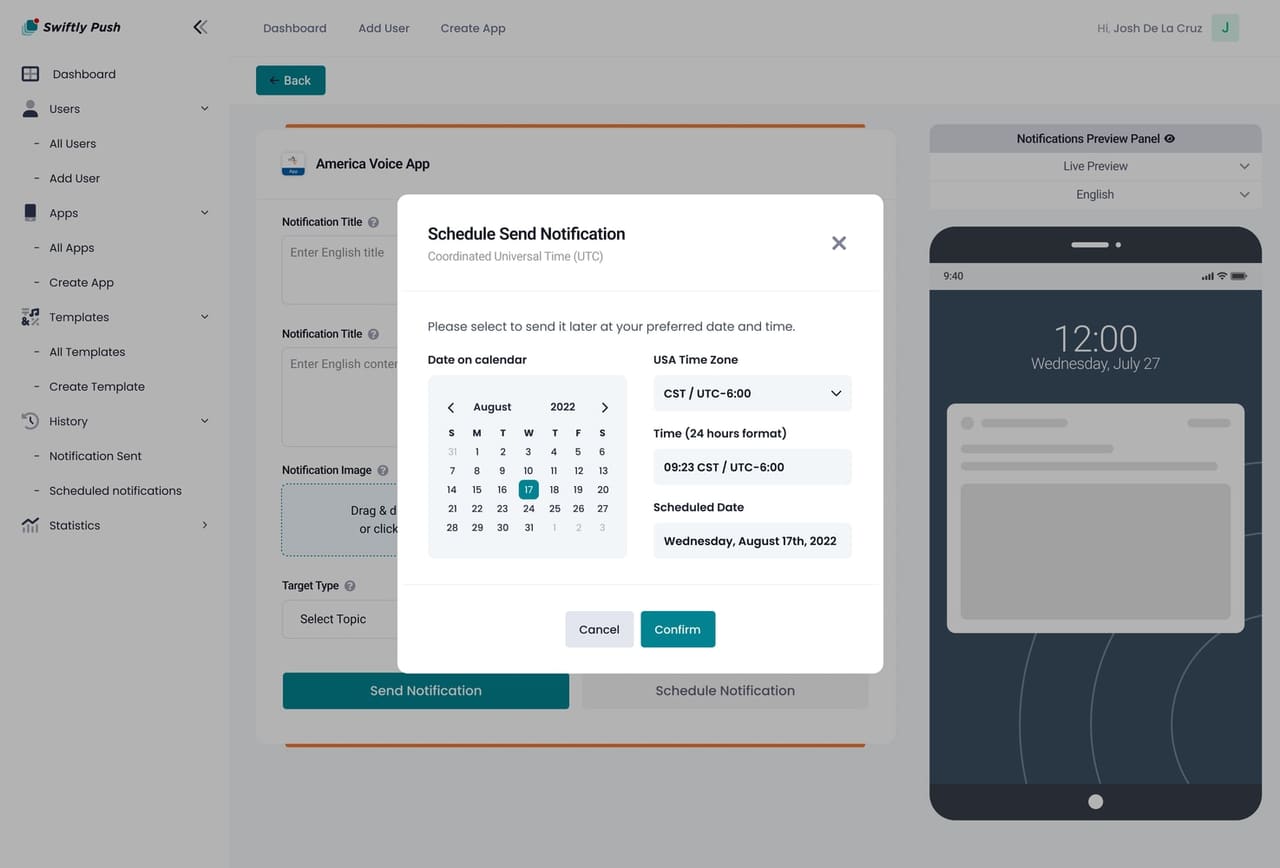 Swiftly Push
Dashboard
Add User
Create App
Hi, Josh De La Cruz
J
Dashboard
Users
- All Users
- Add User
Apps
- All Apps
- Create App
Templates
- All Templates
- Create Template
History
- Notification Sent
- Scheduled notifications
Statistics
← Back
America Voice App
Notification Title
Enter English title
Notification Title
Enter English conten
Notification Image
Drag & d
or click
Target Type
Select Topic
Send Notification
Schedule Notification
Schedule Send Notification
Coordinated Universal Time (UTC)
Please select to send it later at your preferred date and time.
Date on calendar
August 2022
S M T W T F S
31 1 2 3 4 5 6
7 8 9 10 11 12 13
14 15 16 17 18 19 20
21 22 23 24 25 26 27
28 29 30 31 1 2 3
USA Time Zone
CST / UTC-6:00
Time (24 hours format)
09:23 CST / UTC-6:00
Scheduled Date
Wednesday, August 17th, 2022
Cancel
Confirm
Notifications Preview Panel
Live Preview
English
9:40
12:00
Wednesday, July 27